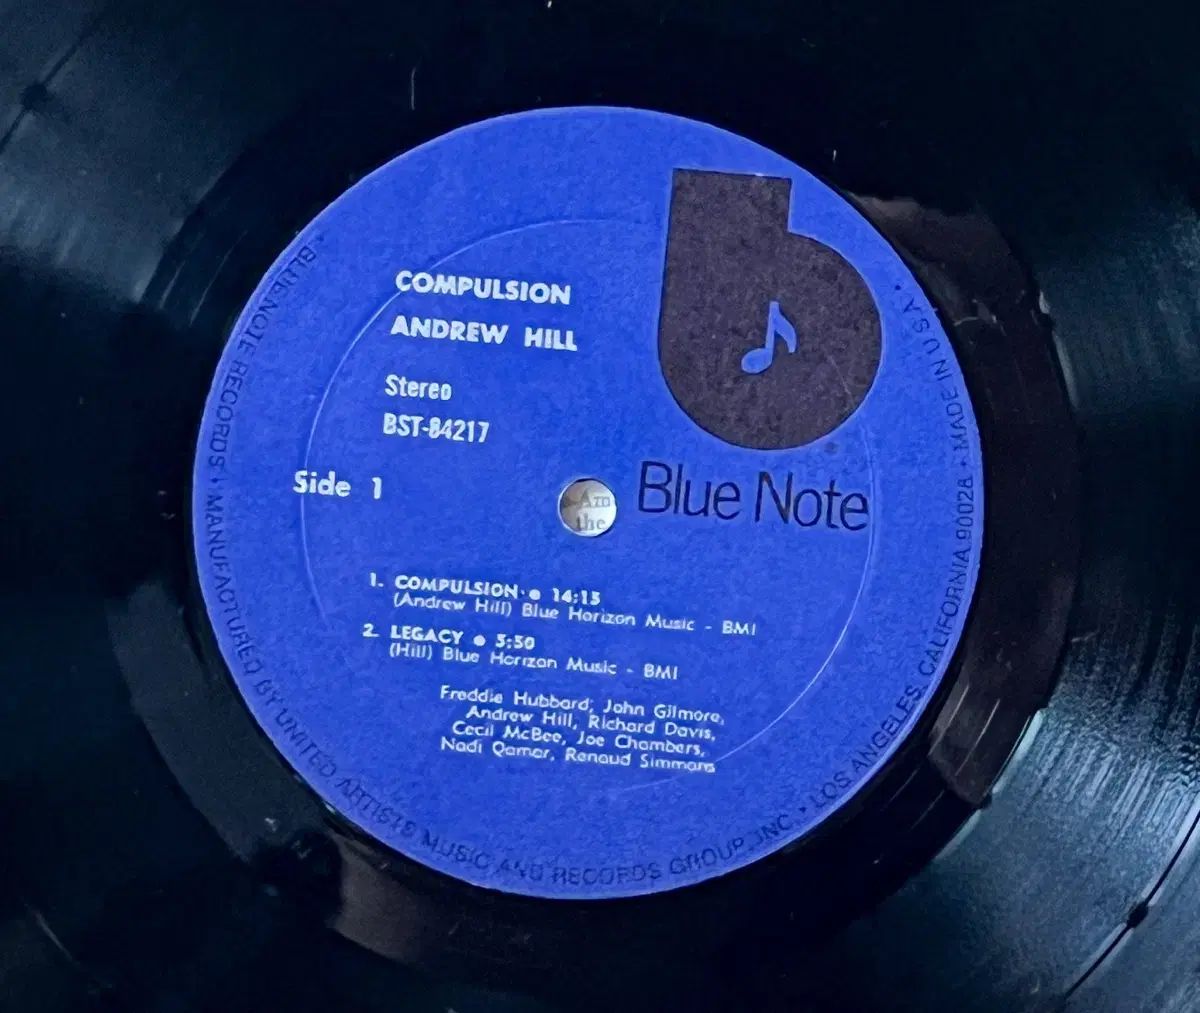 COMPULSION
ANDREW HILL
Stereo
BST-84217
Side 1
Blue Note
1. COMPULSION • 14:15
(Andrew Hill) Blue Horizon Music - BMI
2. LEGACY • 5:50
(Hill) Blue Horizon Music - BMI
Freddie Hubbard, John Gilmore,
Andrew Hill, Richard Davis,
Cecil McBee, Joe Chambers,
Nadi Qamar, Renaud Simmons
• BLUE NOTE RECORDS • MANUFACTURED BY UNITED ARTISTS MUSIC AND RECORDS GROUP, INC. • LOS ANGELES, CALIFORNIA 90028 • MADE IN U.S.A. •
Am
the